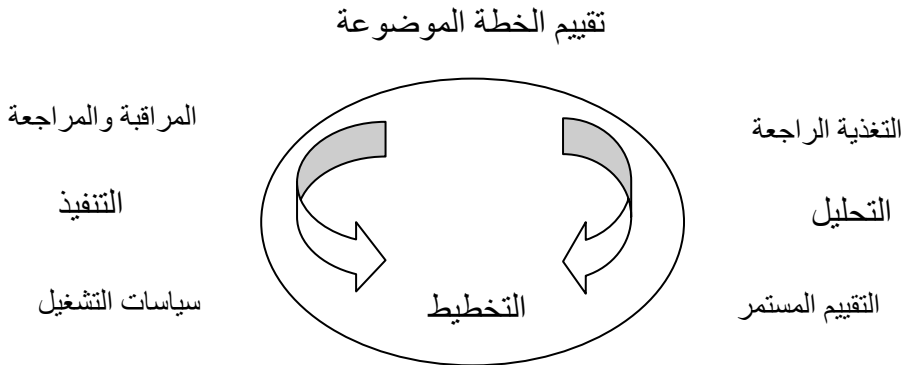 تقييم الخطة الموضوعة
التغذية الراجعة
المراقبة والمراجعة
التحليل
التنفيذ
التقييم المستمر
التخطيط
سياسات التشغيل